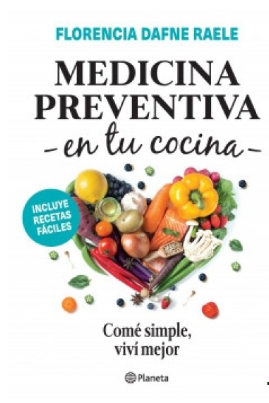 FLORENCIA DAFNE RAELE
MEDICINA
PREVENTIVA
– en tu cocina –
INCLUYE
RECETAS
FÁCILES
Comé simple,
viví mejor
Planeta